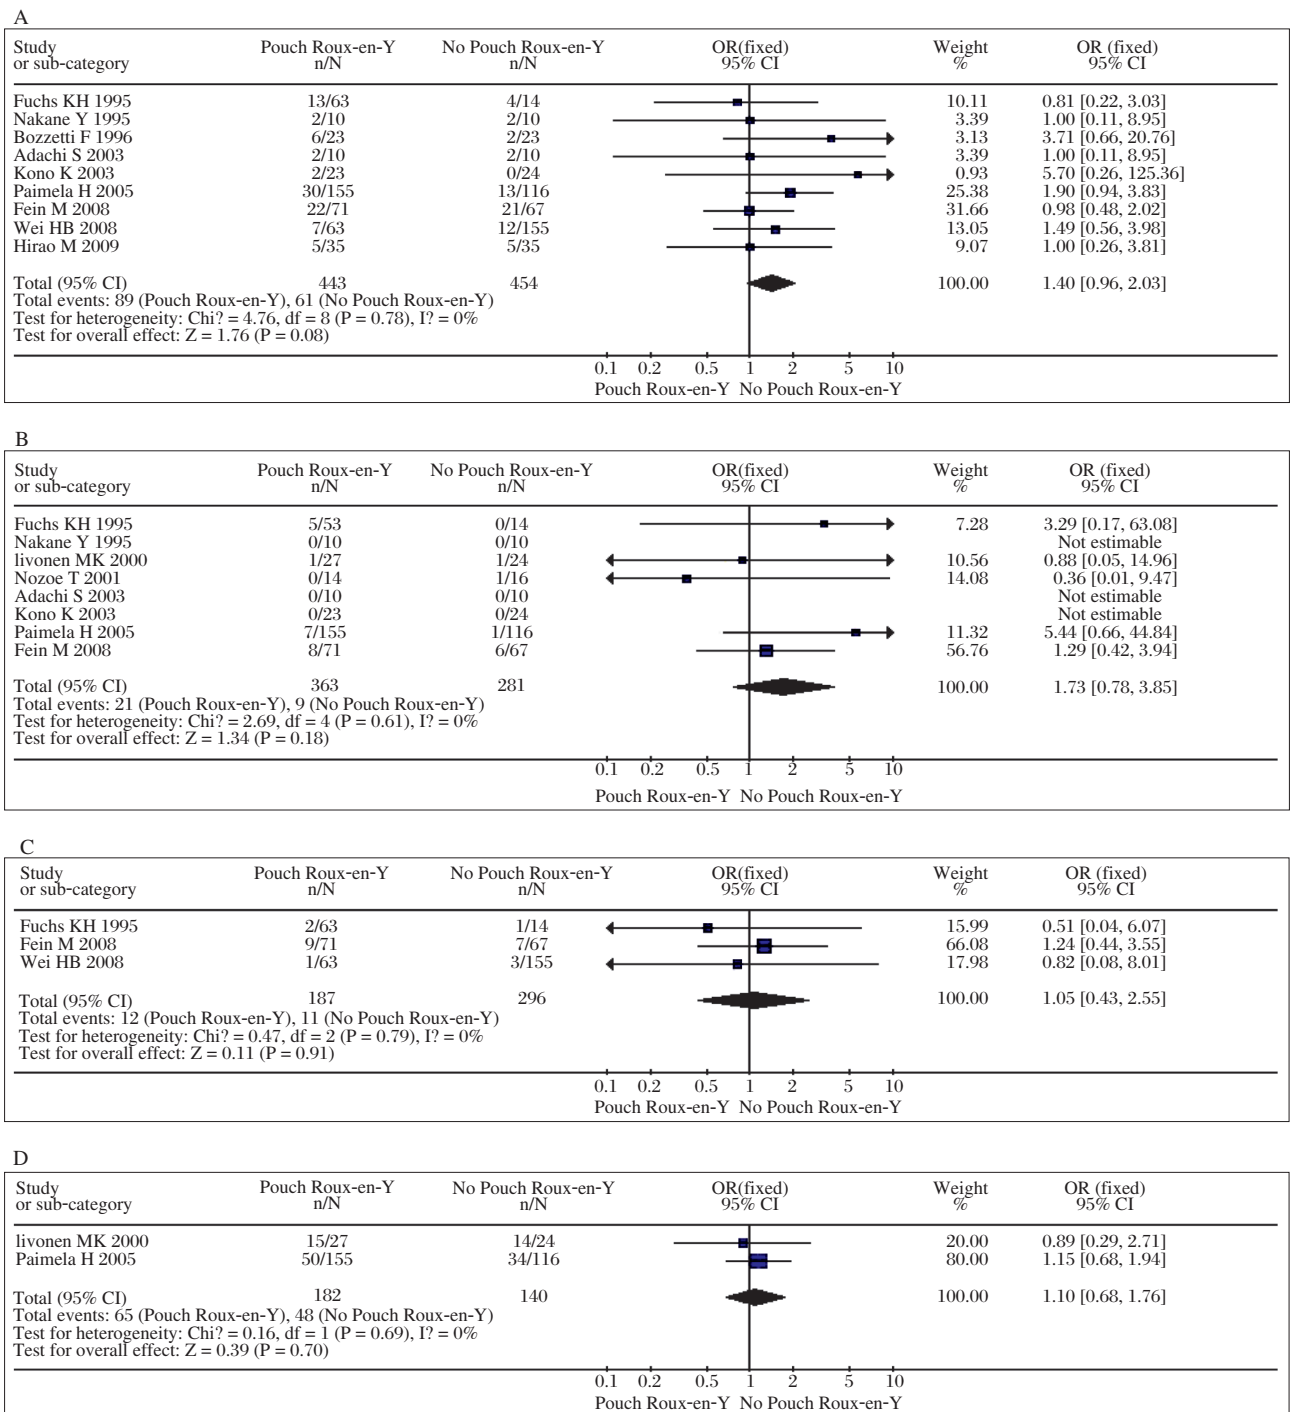 A
Study Pouch Roux-en-Y No Pouch Roux-en-Y OR(fixed) Weight OR (fixed)
or sub-category n/N n/N 95% CI % 95% CI
Fuchs KH 1995 13/63 4/14 10.11 0.81 [0.22, 3.03]
Nakane Y 1995 2/10 2/10 3.39 1.00 [0.11, 8.95]
Bozzetti F 1996 6/23 2/23 3.13 3.71 [0.66, 20.76]
Adachi S 2003 2/10 2/10 3.39 1.00 [0.11, 8.95]
Kono K 2003 2/23 0/24 0.93 5.70 [0.26, 125.36]
Paimela H 2005 30/155 13/116 25.38 1.90 [0.94, 3.83]
Fein M 2008 22/71 21/67 31.66 0.98 [0.48, 2.02]
Wei HB 2008 7/63 12/155 13.05 1.49 [0.56, 3.98]
Hirao M 2009 5/35 5/35 9.07 1.00 [0.26, 3.81]
Total (95% CI) 443 454 100.00 1.40 [0.96, 2.03]
Total events: 89 (Pouch Roux-en-Y), 61 (No Pouch Roux-en-Y)
Test for heterogeneity: Chi? = 4.76, df = 8 (P = 0.78), I? = 0%
Test for overall effect: Z = 1.76 (P = 0.08)
0.1 0.2 0.5 1 2 5 10
Pouch Roux-en-Y No Pouch Roux-en-Y
B
Study Pouch Roux-en-Y No Pouch Roux-en-Y OR(fixed) Weight OR (fixed)
or sub-category n/N n/N 95% CI % 95% CI
Fuchs KH 1995 5/53 0/14 7.28 3.29 [0.17, 63.08]
Nakane Y 1995 0/10 0/10 Not estimable
Iivonen MK 2000 1/27 1/24 10.56 0.88 [0.05, 14.96]
Nozoe T 2001 0/14 1/16 14.08 0.36 [0.01, 9.47]
Adachi S 2003 0/10 0/10 Not estimable
Kono K 2003 0/23 0/24 Not estimable
Paimela H 2005 7/155 1/116 11.32 5.44 [0.66, 44.84]
Fein M 2008 8/71 6/67 56.76 1.29 [0.42, 3.94]
Total (95% CI) 363 281 100.00 1.73 [0.78, 3.85]
Total events: 21 (Pouch Roux-en-Y), 9 (No Pouch Roux-en-Y)
Test for heterogeneity: Chi? = 2.69, df = 4 (P = 0.61), I? = 0%
Test for overall effect: Z = 1.34 (P = 0.18)
0.1 0.2 0.5 1 2 5 10
Pouch Roux-en-Y No Pouch Roux-en-Y
C
Study Pouch Roux-en-Y No Pouch Roux-en-Y OR(fixed) Weight OR (fixed)
or sub-category n/N n/N 95% CI % 95% CI
Fuchs KH 1995 2/63 1/14 15.99 0.51 [0.04, 6.07]
Fein M 2008 9/71 7/67 66.08 1.24 [0.44, 3.55]
Wei HB 2008 1/63 3/155 17.98 0.82 [0.08, 8.01]
Total (95% CI) 187 296 100.00 1.05 [0.43, 2.55]
Total events: 12 (Pouch Roux-en-Y), 11 (No Pouch Roux-en-Y)
Test for heterogeneity: Chi? = 0.47, df = 2 (P = 0.79), I? = 0%
Test for overall effect: Z = 0.11 (P = 0.91)
0.1 0.2 0.5 1 2 5 10
Pouch Roux-en-Y No Pouch Roux-en-Y
D
Study Pouch Roux-en-Y No Pouch Roux-en-Y OR(fixed) Weight OR (fixed)
or sub-category n/N n/N 95% CI % 95% CI
Iivonen MK 2000 15/27 14/24 20.00 0.89 [0.29, 2.71]
Paimela H 2005 50/155 34/116 80.00 1.15 [0.68, 1.94]
Total (95% CI) 182 140 100.00 1.10 [0.68, 1.76]
Total events: 65 (Pouch Roux-en-Y), 48 (No Pouch Roux-en-Y)
Test for heterogeneity: Chi? = 0.16, df = 1 (P = 0.69), I? = 0%
Test for overall effect: Z = 0.39 (P = 0.70)
0.1 0.2 0.5 1 2 5 10
Pouch Roux-en-Y No Pouch Roux-en-Y